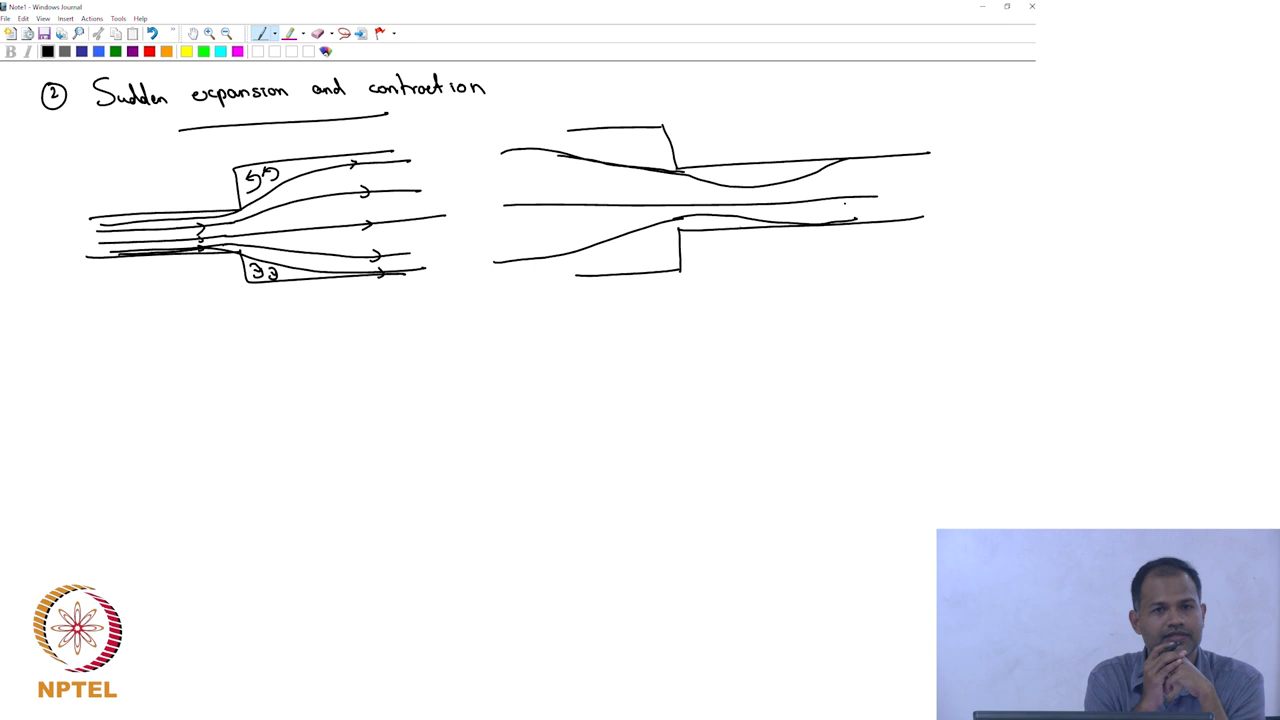 Note1 - Windows Journal
File Edit View Insert Actions Tools Help
B I
2 Sudden expansion and contraction
NPTEL